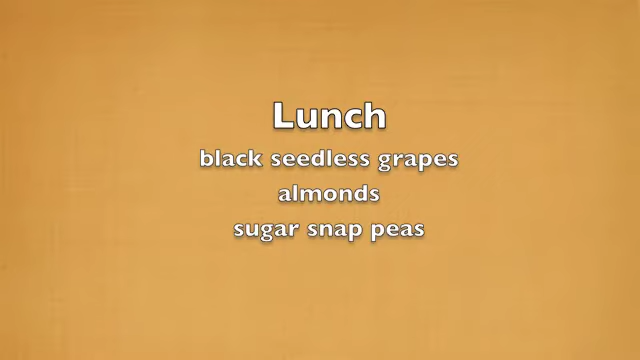 Lunch
black seedless grapes
almonds
sugar snap peas